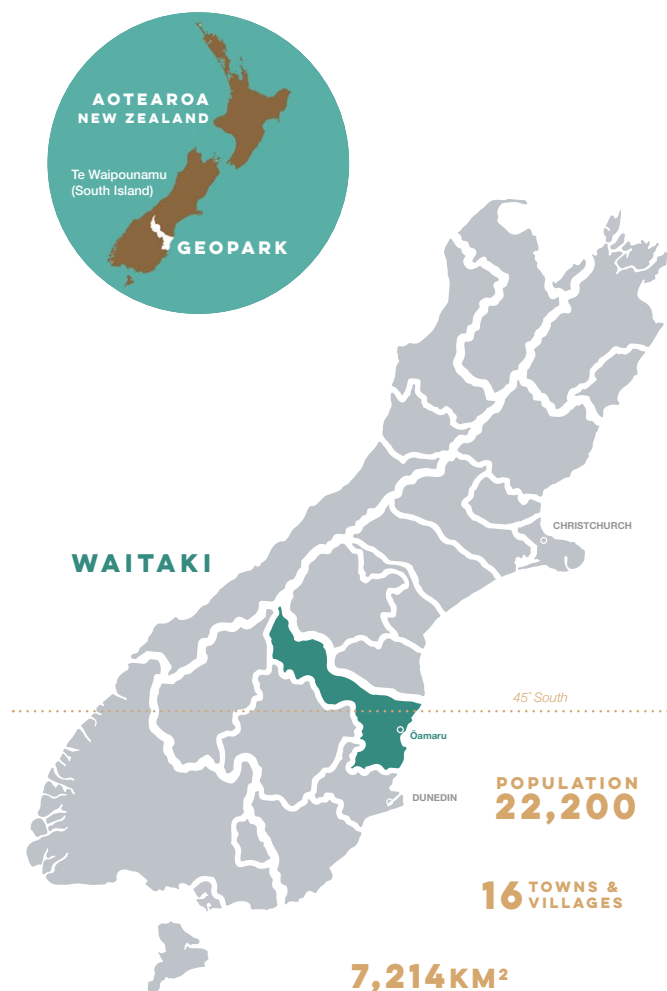 AOTEAROA
NEW ZEALAND
Te Waipounamu
(South Island)
GEOPARK
CHRISTCHURCH
WAITAKI
45° South
Ōamaru
POPULATION
22,200
DUNEDIN
16 TOWNS &
VILLAGES
7,214KM²